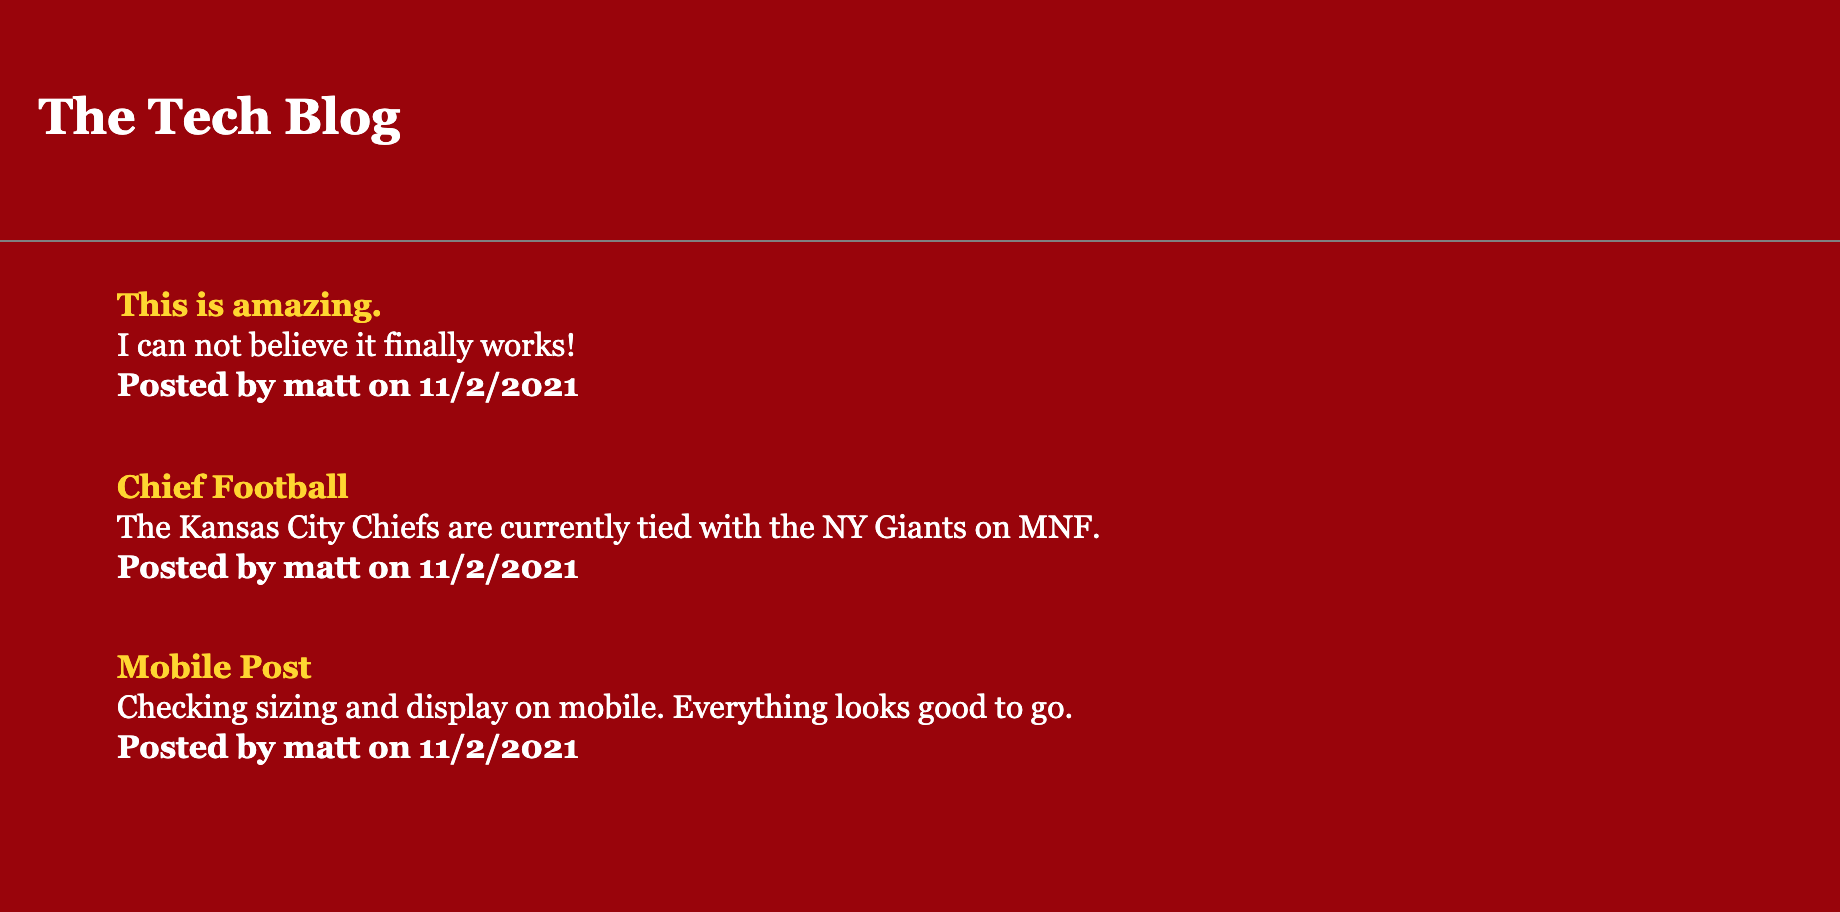 The Tech Blog
This is amazing.
I can not believe it finally works!
Posted by matt on 11/2/2021
Chief Football
The Kansas City Chiefs are currently tied with the NY Giants on MNF.
Posted by matt on 11/2/2021
Mobile Post
Checking sizing and display on mobile. Everything looks good to go.
Posted by matt on 11/2/2021